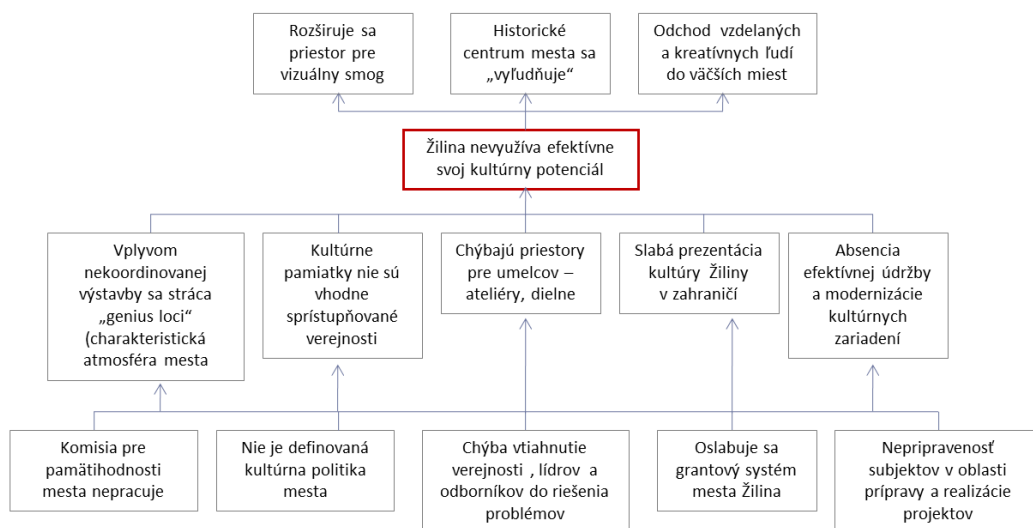 Rozširuje sa
priestor pre
vizuálny smog
Historické
centrum mesta sa
„vyľudňuje“
Odchod vzdelaných
a kreatívnych ľudí
do väčších miest
Žilina nevyužíva efektívne
svoj kultúrny potenciál
Vplyvom
nekoordinovanej
výstavby sa stráca
„genius loci“
(charakteristická
atmosféra mesta
Kultúrne
pamiatky nie sú
vhodne
sprístupňované
verejnosti
Chýbajú priestory
pre umelcov –
ateliéry, dielne
Slabá prezentácia
kultúry Žiliny
v zahraničí
Absencia
efektívnej údržby
a modernizácie
kultúrnych
zariadení
Komisia pre
pamätihodnosti
mesta nepracuje
Nie je definovaná
kultúrna politika
mesta
Chýba vtiahnutie
verejnosti , lídrov a
odborníkov do riešenia
problémov
Oslabuje sa
grantový systém
mesta Žilina
Nepripravenosť
subjektov v oblasti
prípravy a realizácie
projektov